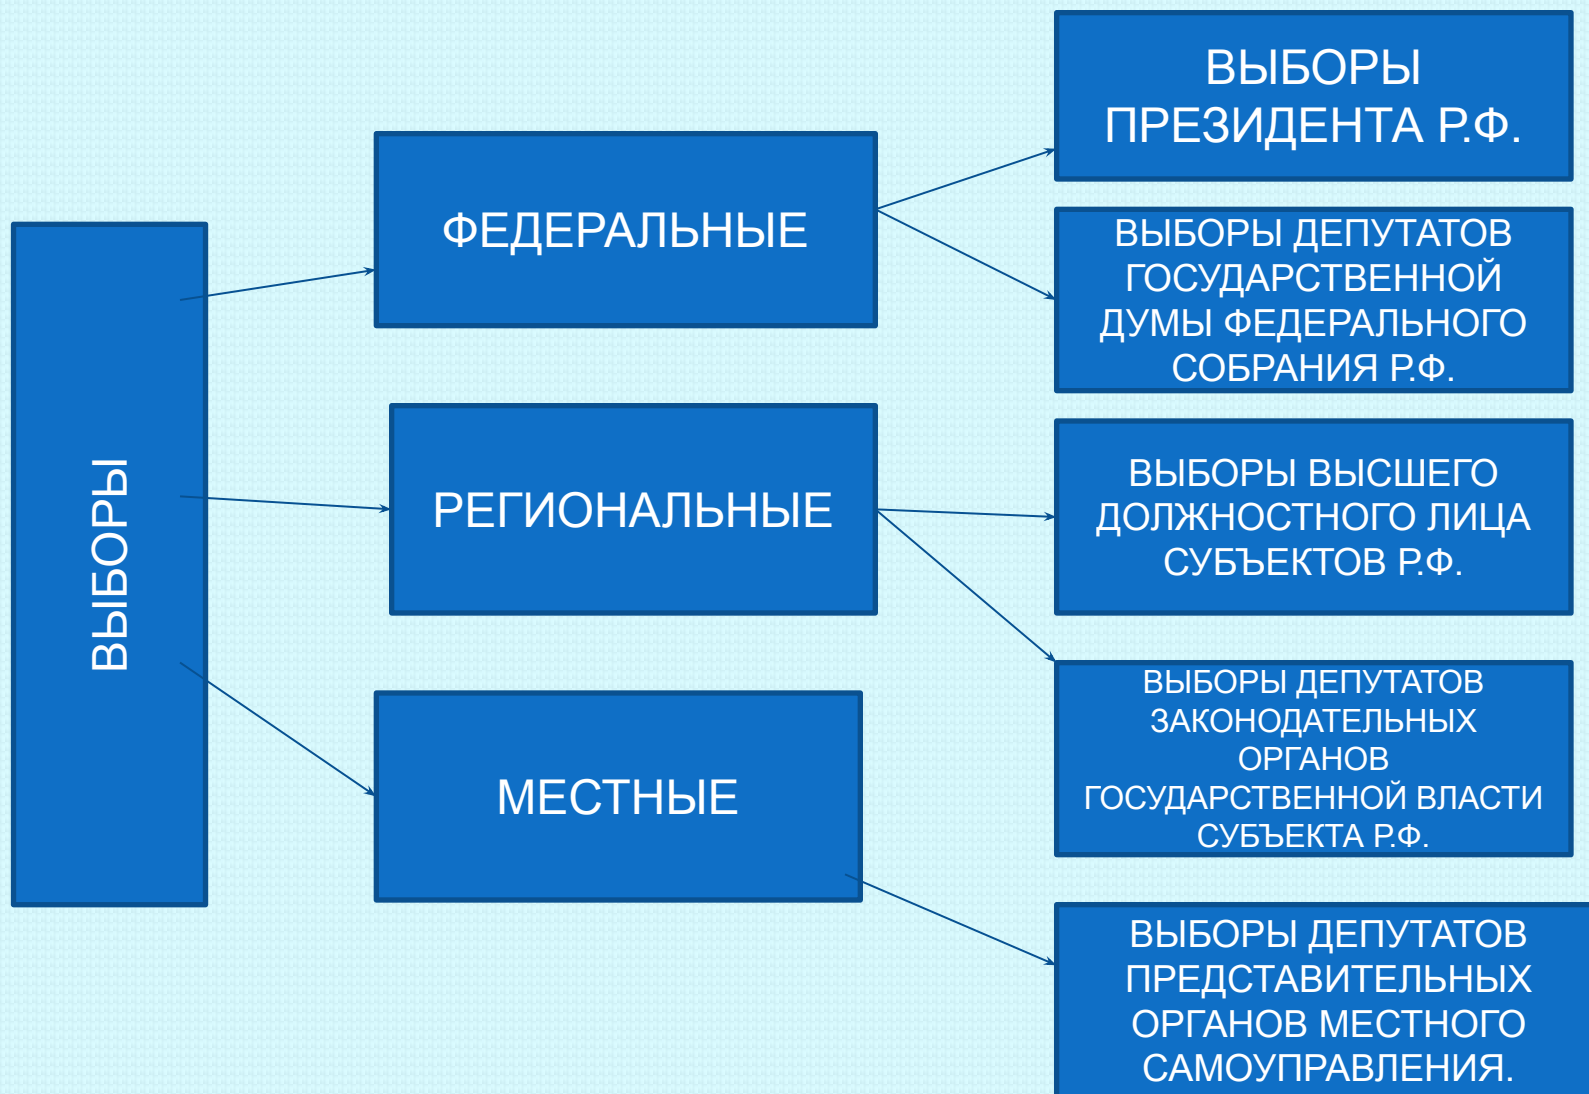 ВЫБОРЫ
ФЕДЕРАЛЬНЫЕ
РЕГИОНАЛЬНЫЕ
МЕСТНЫЕ
ВЫБОРЫ
ПРЕЗИДЕНТА Р.Ф.
ВЫБОРЫ ДЕПУТАТОВ
ГОСУДАРСТВЕННОЙ
ДУМЫ ФЕДЕРАЛЬНОГО
СОБРАНИЯ Р.Ф.
ВЫБОРЫ ВЫСШЕГО
ДОЛЖНОСТНОГО ЛИЦА
СУБЪЕКТОВ Р.Ф.
ВЫБОРЫ ДЕПУТАТОВ
ЗАКОНОДАТЕЛЬНЫХ
ОРГАНОВ
ГОСУДАРСТВЕННОЙ ВЛАСТИ
СУБЪЕКТА Р.Ф.
ВЫБОРЫ ДЕПУТАТОВ
ПРЕДСТАВИТЕЛЬНЫХ
ОРГАНОВ МЕСТНОГО
САМОУПРАВЛЕНИЯ.